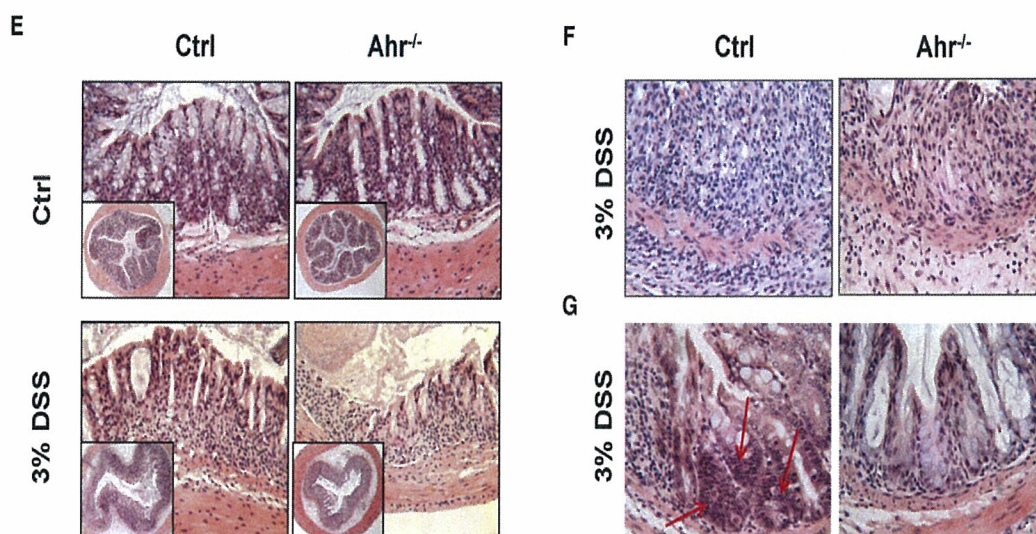 E
Ctrl Ahr-/-
Ctrl
3% DSS
F
Ctrl Ahr-/-
3% DSS
G
3% DSS